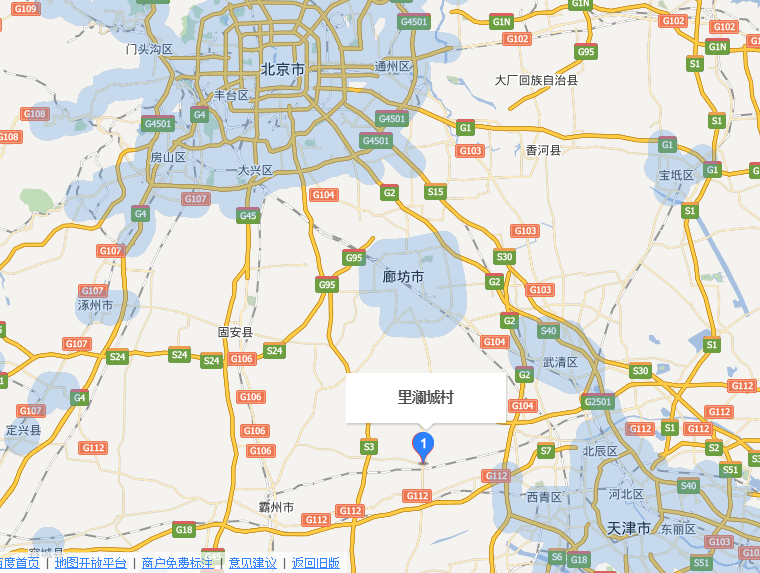 G109
G102
G1N
G4501
G1N
G102
门头沟区
G102
G95
G1N
S1
北京市
通州区
大厂回族自治县
丰台区
G108
G4
G4501
G4501
G1
S1
G108
G4501
G103
G1
房山区
香河县
大兴区
G1
宝坻区
G107
G104
G2
S15
G4
G45
S1
G107
G103
G95
S30
廊坊市
G95
G2
G103
G107
涿州市
G2
S40
固安县
G107
G104
S1
S24
S24
S24
G106
S24
武清区
G2
S30
G112
G4
G106
里澜城村
G2501
G107
G104
G112
定兴县
G106
G112
S1
G112
1
G112
G106
S3
S7
北辰区
S2
G112
S51
西青区
河北区
S40
霸州市
G112
G112
G112
天津市
东丽区
G18
G103
容城县
S6
G18
S51
百度首页 | 地图开放平台 | 商户免费标注 | 意见建议 | 返回旧版